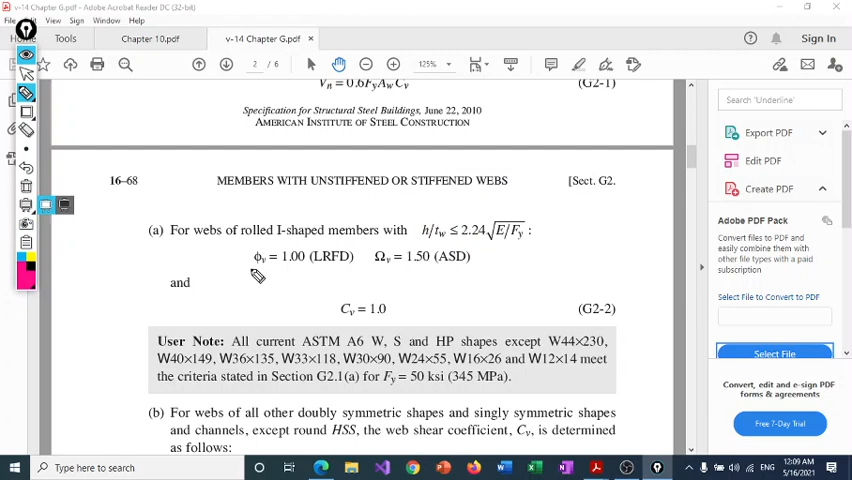 v-14 Chapter G.pdf - Adobe Acrobat Reader DC (32-bit)
File Edit View Sign Window Help
Home Tools Chapter 10.pdf v-14 Chapter G.pdf × Sign In
2 / 6 125%
Search 'Underline'
Export PDF
Edit PDF
Create PDF
Adobe PDF Pack
Convert files to PDF and
easily combine them with
other file types with a paid
subscription
Select File to Convert to PDF
Select File
Convert, edit and e-sign PDF
forms & agreements
Free 7-Day Trial
Vn = 0.6FyAwCv (G2-1)
Specification for Structural Steel Buildings, June 22, 2010
AMERICAN INSTITUTE OF STEEL CONSTRUCTION
16–68 MEMBERS WITH UNSTIFFENED OR STIFFENED WEBS [Sect. G2.
(a) For webs of rolled I-shaped members with h/tw ≤ 2.24√E/Fy :
ϕv = 1.00 (LRFD) Ωv = 1.50 (ASD)
and
Cv = 1.0 (G2-2)
User Note: All current ASTM A6 W, S and HP shapes except W44×230,
W40×149, W36×135, W33×118, W30×90, W24×55, W16×26 and W12×14 meet
the criteria stated in Section G2.1(a) for Fy = 50 ksi (345 MPa).
(b) For webs of all other doubly symmetric shapes and singly symmetric shapes
and channels, except round HSS, the web shear coefficient, Cv, is determined
as follows:
Type here to search
ENG
12:09 AM
5/16/2021